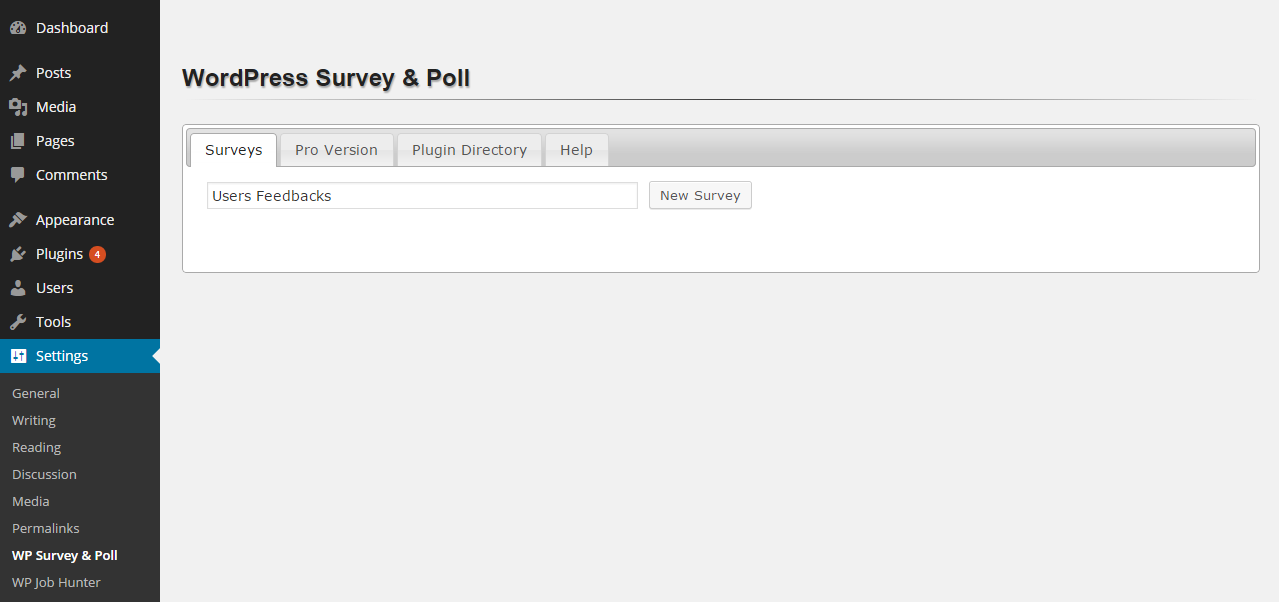 Dashboard
Posts
Media
Pages
Comments
Appearance
Plugins 4
Users
Tools
Settings
General
Writing
Reading
Discussion
Media
Permalinks
WP Survey & Poll
WP Job Hunter
WordPress Survey & Poll
Surveys Pro Version Plugin Directory Help
Users Feedbacks New Survey